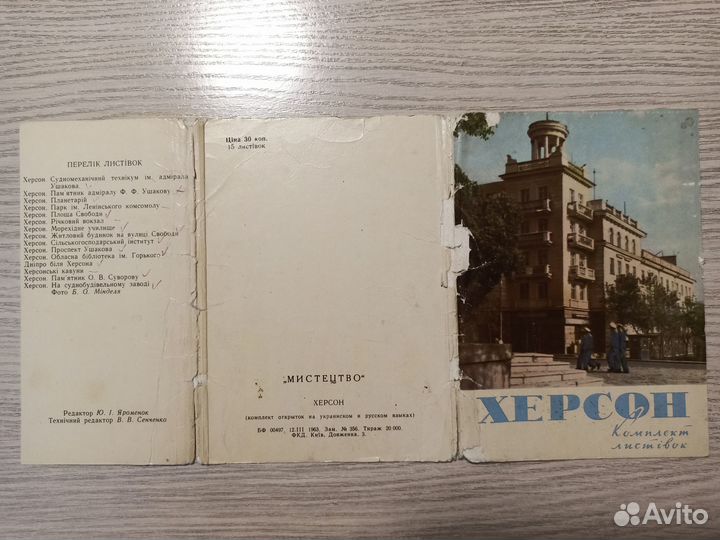 ПЕРЕЛІК ЛИСТІВОК
Херсон. Судномеханічний технікум ім. адмірала
Ушакова.
Херсон. Пам'ятник адміралу Ф. Ф. Ушакову
Херсон. Планетарій
Херсон. Парк ім. Ленінського комсомолу
Херсон. Площа Свободи
Херсон. Річковий вокзал
Херсон. Морехідне училище
Херсон. Житловий будинок на вулиці Свободи
Херсон. Сільськогосподарський інститут
Херсон. Проспект Ушакова
Херсон. Обласна бібліотека ім. Горького
Дніпро біля Херсона
Херсонські кавуни
Херсон. Пам'ятник О. В. Суворову
Херсон. На суднобудівельному заводі
Фото Б. О. Мінделя
Редактор Ю. І. Яроменок
Технічний редактор В. В. Сенченко
Ціна 30 коп.
15 листівок
„МИСТЕЦТВО"
ХЕРСОН
(комплект открыток на украинском и русском языках)
БФ 00497, 12.III 1963. Зам. № 356. Тираж 20 000.
ФКД. Київ, Довженка, 3.
ХЕРСОН
Комплект
листівок
Avito